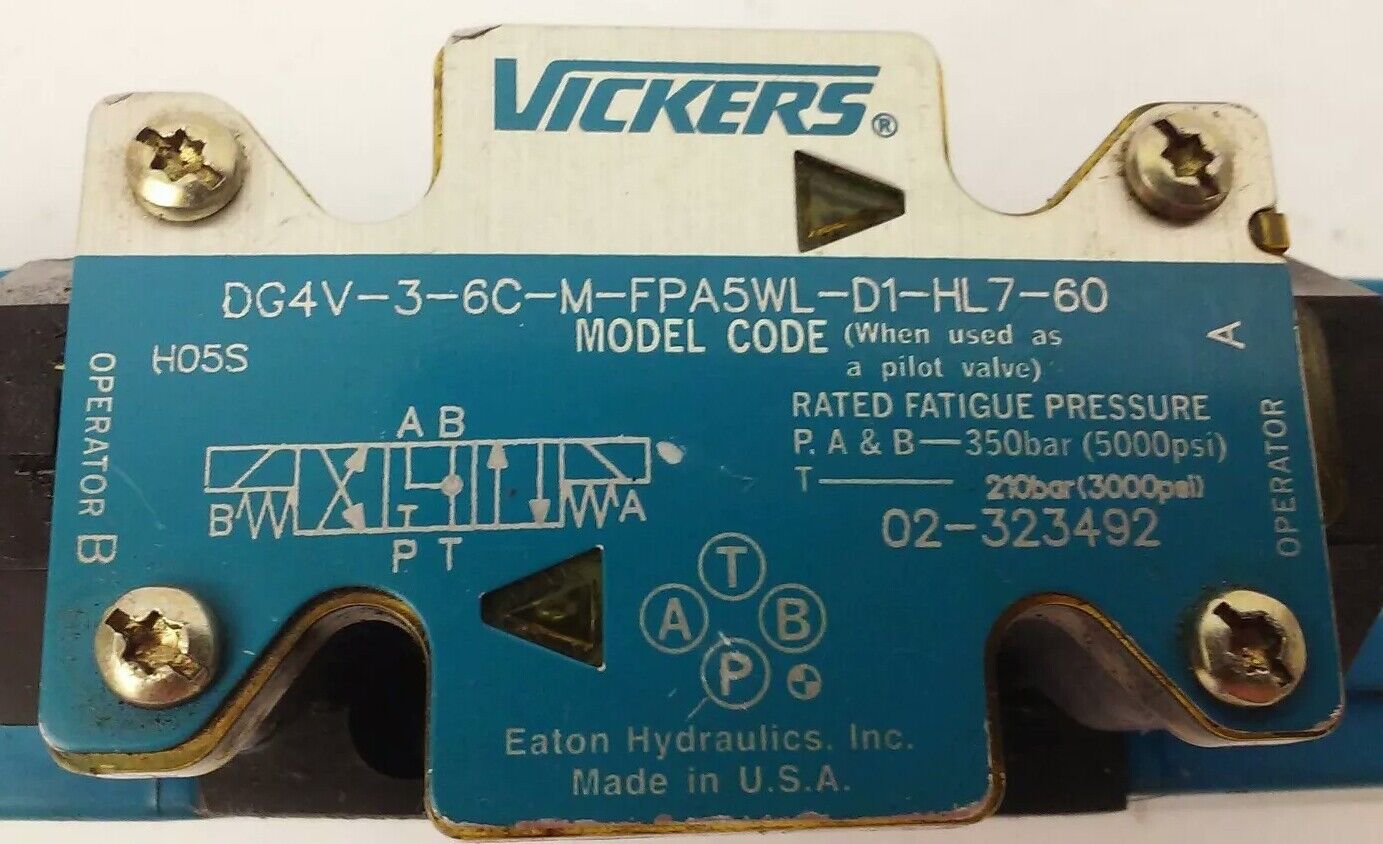 VICKERS®
DG4V-3-6C-M-FPA5WL-D1-HL7-60
MODEL CODE (When used as
a pilot valve)
H05S
OPERATOR B
A B
B
A
T
P T
RATED FATIGUE PRESSURE
P. A & B—350bar (5000psi)
T—210bar(3000psi)
02-323492
OPERATOR A
T
A B
P
Eaton Hydraulics. Inc.
Made in U.S.A.